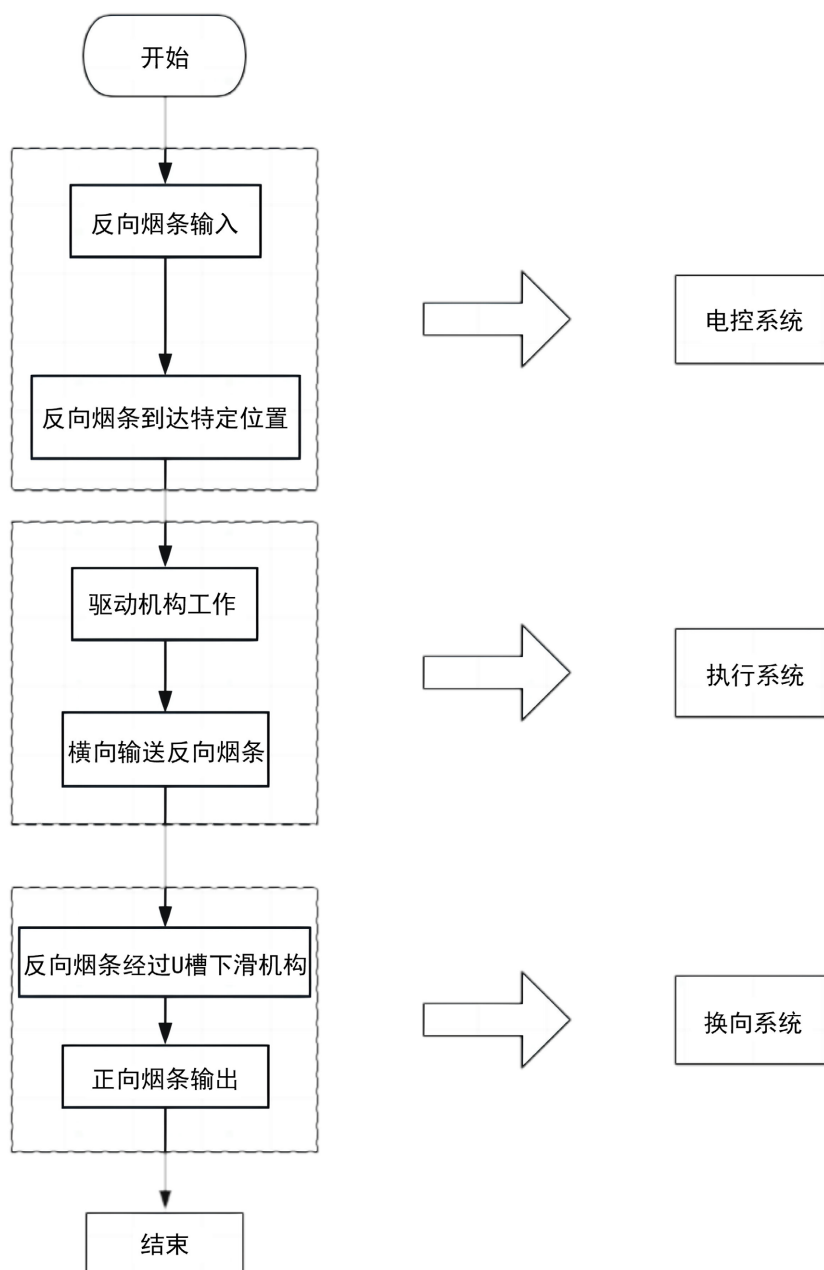 开始
反向烟条输入
电控系统
反向烟条到达特定位置
驱动机构工作
执行系统
横向输送反向烟条
反向烟条经过U槽下滑机构
换向系统
正向烟条输出
结束